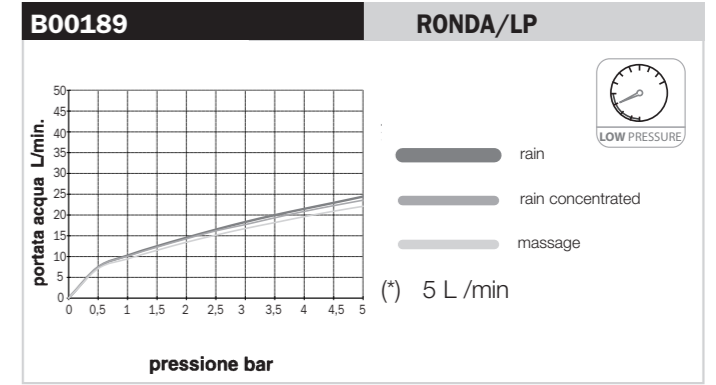 B00189
RONDA/LP
portata acqua L/min.
50
45
40
35
30
25
20
15
10
5
0
0 0,5 1 1,5 2 2,5 3 3,5 4 4,5 5
pressione bar
LOW PRESSURE
rain
rain concentrated
massage
(*) 5 L /min